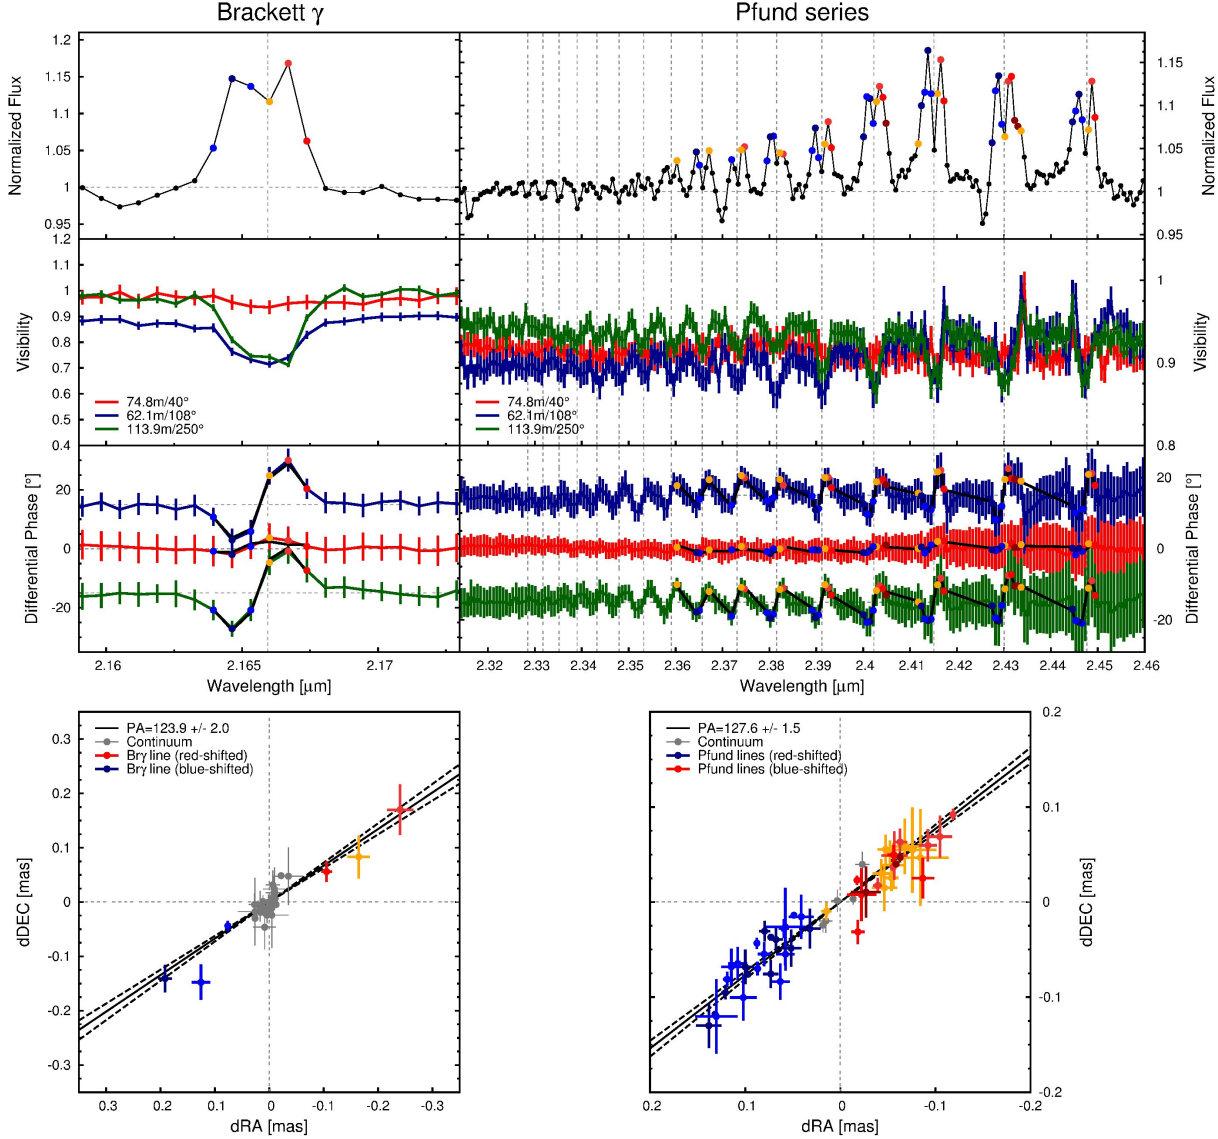 Brackett γ
Pfund series
1.2
1.15
1.1
1.05
1
0.95
Normalized Flux
1.15
1.1
1.05
1
0.95
Normalized Flux
1.2
1.1
1
0.9
0.8
0.7
0.6
0.5
0.4
Visibility
74.8m/40°
62.1m/108°
113.9m/250°
74.8m/40°
62.1m/108°
113.9m/250°
1
0.9
0.8
Visibility
20
0
-20
Differential Phase [°]
20
0
-20
Differential Phase [°]
2.16 2.165 2.17
2.32 2.33 2.34 2.35 2.36 2.37 2.38 2.39 2.4 2.41 2.42 2.43 2.44 2.45 2.46
Wavelength [μm]
Wavelength [μm]
PA=123.9 +/- 2.0
Continuum
Brγ line (red-shifted)
Brγ line (blue-shifted)
0.3
0.2
0.1
0
-0.1
-0.2
-0.3
dDEC [mas]
0.3 0.2 0.1 0 -0.1 -0.2 -0.3
dRA [mas]
PA=127.6 +/- 1.5
Continuum
Pfund lines (red-shifted)
Pfund lines (blue-shifted)
0.2
0.1
0
-0.1
-0.2
dDEC [mas]
0.2 0.1 0 -0.1 -0.2
dRA [mas]